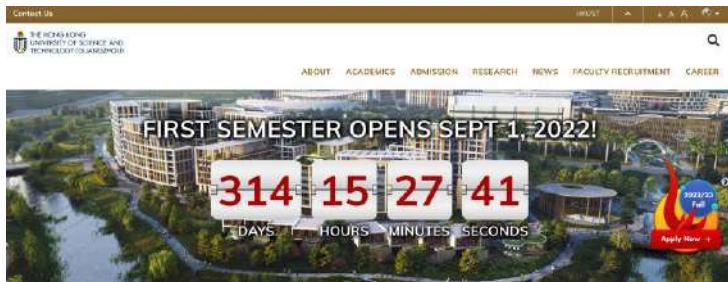 Contact Us
HKUST
A A A
THE HONG KONG
UNIVERSITY OF SCIENCE AND
TECHNOLOGY (GUANGZHOU)
ABOUT ACADEMICS ADMISSION RESEARCH NEWS FACULTY RECRUITMENT CAREER
FIRST SEMESTER OPENS SEPT 1, 2022!
314 15 27 41
DAYS HOURS MINUTES SECONDS
2022/23
Fall
Apply Now →